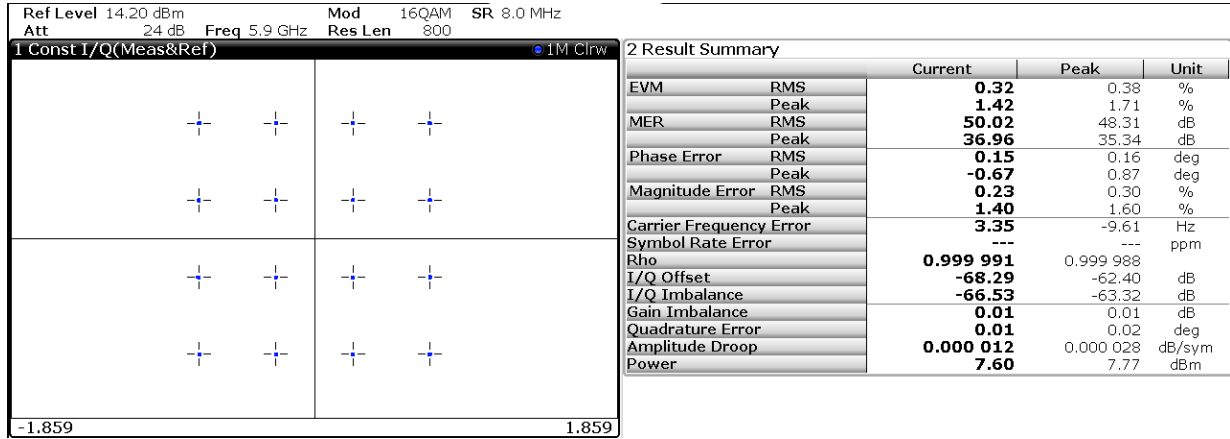 Ref Level 14.20 dBm Mod 16QAM SR 8.0 MHz
Att 24 dB Freq 5.9 GHz Res Len 800
1 Const I/Q(Meas&Ref) 1M Clrw
-1.859 1.859
2 Result Summary
Current Peak Unit
EVM RMS 0.32 0.38 %
Peak 1.42 1.71 %
MER RMS 50.02 48.31 dB
Peak 36.96 35.34 dB
Phase Error RMS 0.15 0.16 deg
Peak -0.67 0.87 deg
Magnitude Error RMS 0.23 0.30 %
Peak 1.40 1.60 %
Carrier Frequency Error 3.35 -9.61 Hz
Symbol Rate Error --- --- ppm
Rho 0.999 991 0.999 988
I/Q Offset -68.29 -62.40 dB
I/Q Imbalance -66.53 -63.32 dB
Gain Imbalance 0.01 0.01 dB
Quadrature Error 0.01 0.02 deg
Amplitude Droop 0.000 012 0.000 028 dB/sym
Power 7.60 7.77 dBm